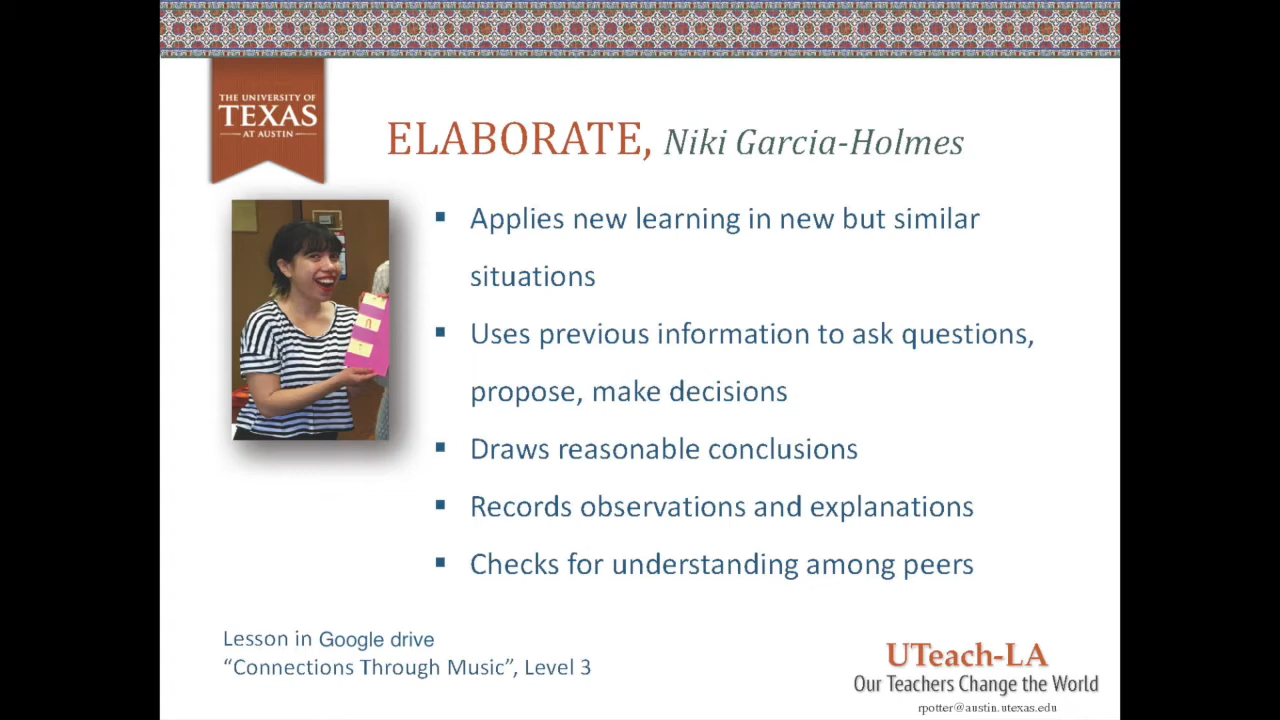 THE UNIVERSITY OF
TEXAS
AT AUSTIN
ELABORATE, Niki Garcia-Holmes
▪ Applies new learning in new but similar
situations
▪ Uses previous information to ask questions,
propose, make decisions
▪ Draws reasonable conclusions
▪ Records observations and explanations
▪ Checks for understanding among peers
Lesson in Google drive
“Connections Through Music”, Level 3
UTeach-LA
Our Teachers Change the World
rpotter@austin.utexas.edu